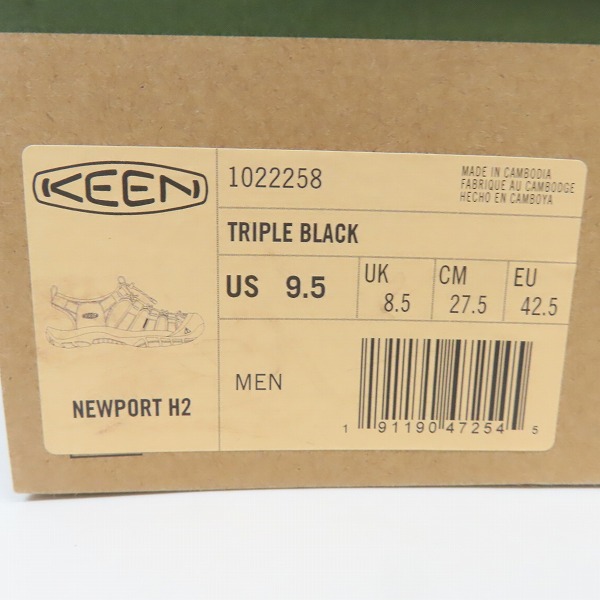 KEEN
1022258
MADE IN CAMBODIA
FABRIQUE AU CAMBODGE
HECHO EN CAMBOYA
TRIPLE BLACK
US 9.5
UK 8.5
CM 27.5
EU 42.5
KEEN
NEWPORT H2
MEN
1 91190 47254 5